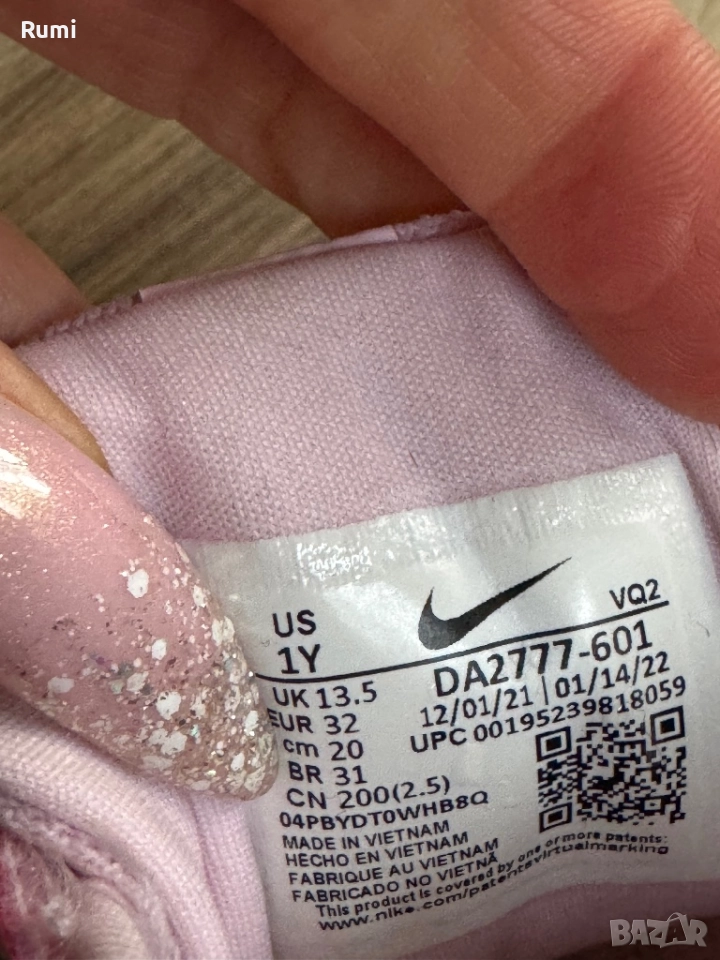 Rumi
US
1Y
VQ2
DA2777-601
UK 13.5
12/01/21 | 01/14/22
EUR 32
UPC 00195239818059
cm 20
BR 31
CN 200(2.5)
04PBYDT0WHB8Q
MADE IN VIETNAM
HECHO EN VIETNAM
FABRIQUE AU VIETNAM
FABRICADO NO VIETNÃ
This product is covered by one or more patents:
www.nike.com/patentsvirtualmarking
BAZAR